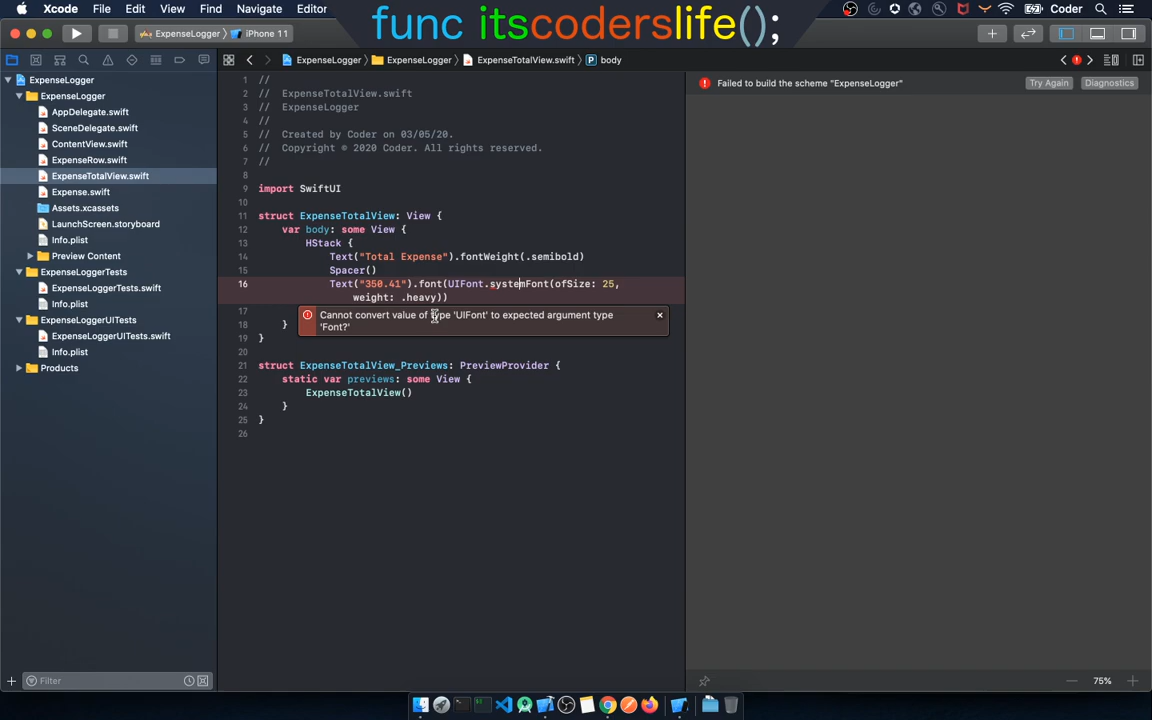 Xcode File Edit View Find Navigate Editor
func itscoderslife();
Coder
ExpenseLogger iPhone 11
ExpenseLogger ExpenseLogger ExpenseTotalView.swift P body
ExpenseLogger
ExpenseLogger
AppDelegate.swift
SceneDelegate.swift
ContentView.swift
ExpenseRow.swift
ExpenseTotalView.swift
Expense.swift
Assets.xcassets
LaunchScreen.storyboard
Info.plist
Preview Content
ExpenseLoggerTests
ExpenseLoggerTests.swift
Info.plist
ExpenseLoggerUITests
ExpenseLoggerUITests.swift
Info.plist
Products
Filter
1 //
2 // ExpenseTotalView.swift
3 // ExpenseLogger
4 //
5 // Created by Coder on 03/05/20.
6 // Copyright © 2020 Coder. All rights reserved.
7 //
8
9 import SwiftUI
10
11 struct ExpenseTotalView: View {
12 var body: some View {
13 HStack {
14 Text("Total Expense").fontWeight(.semibold)
15 Spacer()
16 Text("350.41").font(UIFont.systemFont(ofSize: 25,
weight: .heavy))
17
Cannot convert value of type 'UIFont' to expected argument type
'Font?'
18 }
19 }
20
21 struct ExpenseTotalView_Previews: PreviewProvider {
22 static var previews: some View {
23 ExpenseTotalView()
24 }
25 }
26
Failed to build the scheme "ExpenseLogger" Try Again Diagnostics
75%